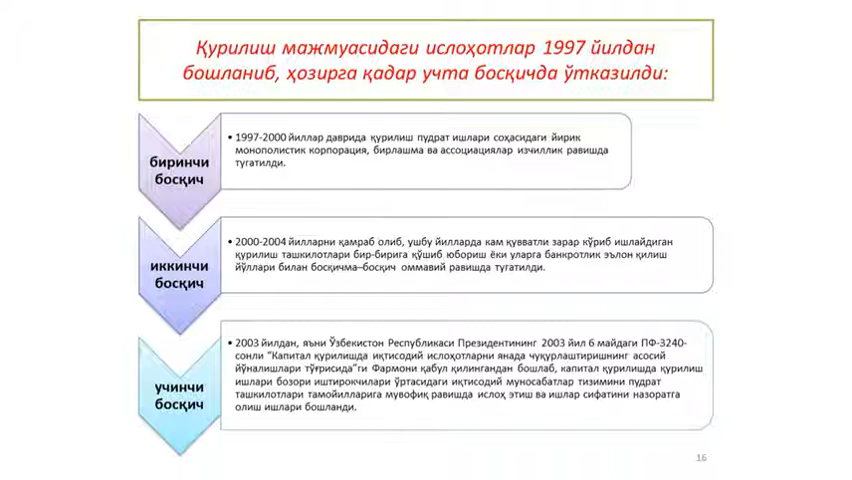 Қурилиш мажмуасидаги ислоҳотлар 1997 йилдан
бошланиб, ҳозирга қадар учта босқичда ўтказилди:
биринчи
босқич
• 1997-2000 йиллар даврида қурилиш пудрат ишлари соҳасидаги йирик
монополистик корпорация, бирлашма ва ассоциациялар изчиллик равишда
тугатилди.
иккинчи
босқич
• 2000-2004 йилларни қамраб олиб, ушбу йилларда кам қувватли зарар кўриб ишлайдиган
қурилиш ташкилотлари бир-бирига қўшиб юбориш ёки уларга банкротлик эълон қилиш
йўллари билан босқичма–босқич оммавий равишда тугатилди.
учинчи
босқич
• 2003 йилдан, яъни Ўзбекистон Республикаси Президентининг 2003 йил 6 майдаги ПФ-3240-
сонли “Капитал қурилишда иқтисодий ислоҳотларни янада чуқурлаштиришнинг асосий
йўналишлари тўғрисида”ги Фармони қабул қилингандан бошлаб, капитал қурилишда қурилиш
ишлари бозори иштирокчилари ўртасидаги иқтисодий муносабатлар тизимини пудрат
ташкилотлари тамойилларига мувофиқ равишда ислоҳ этиш ва ишлар сифатини назоратга
олиш ишлари бошланди.
16